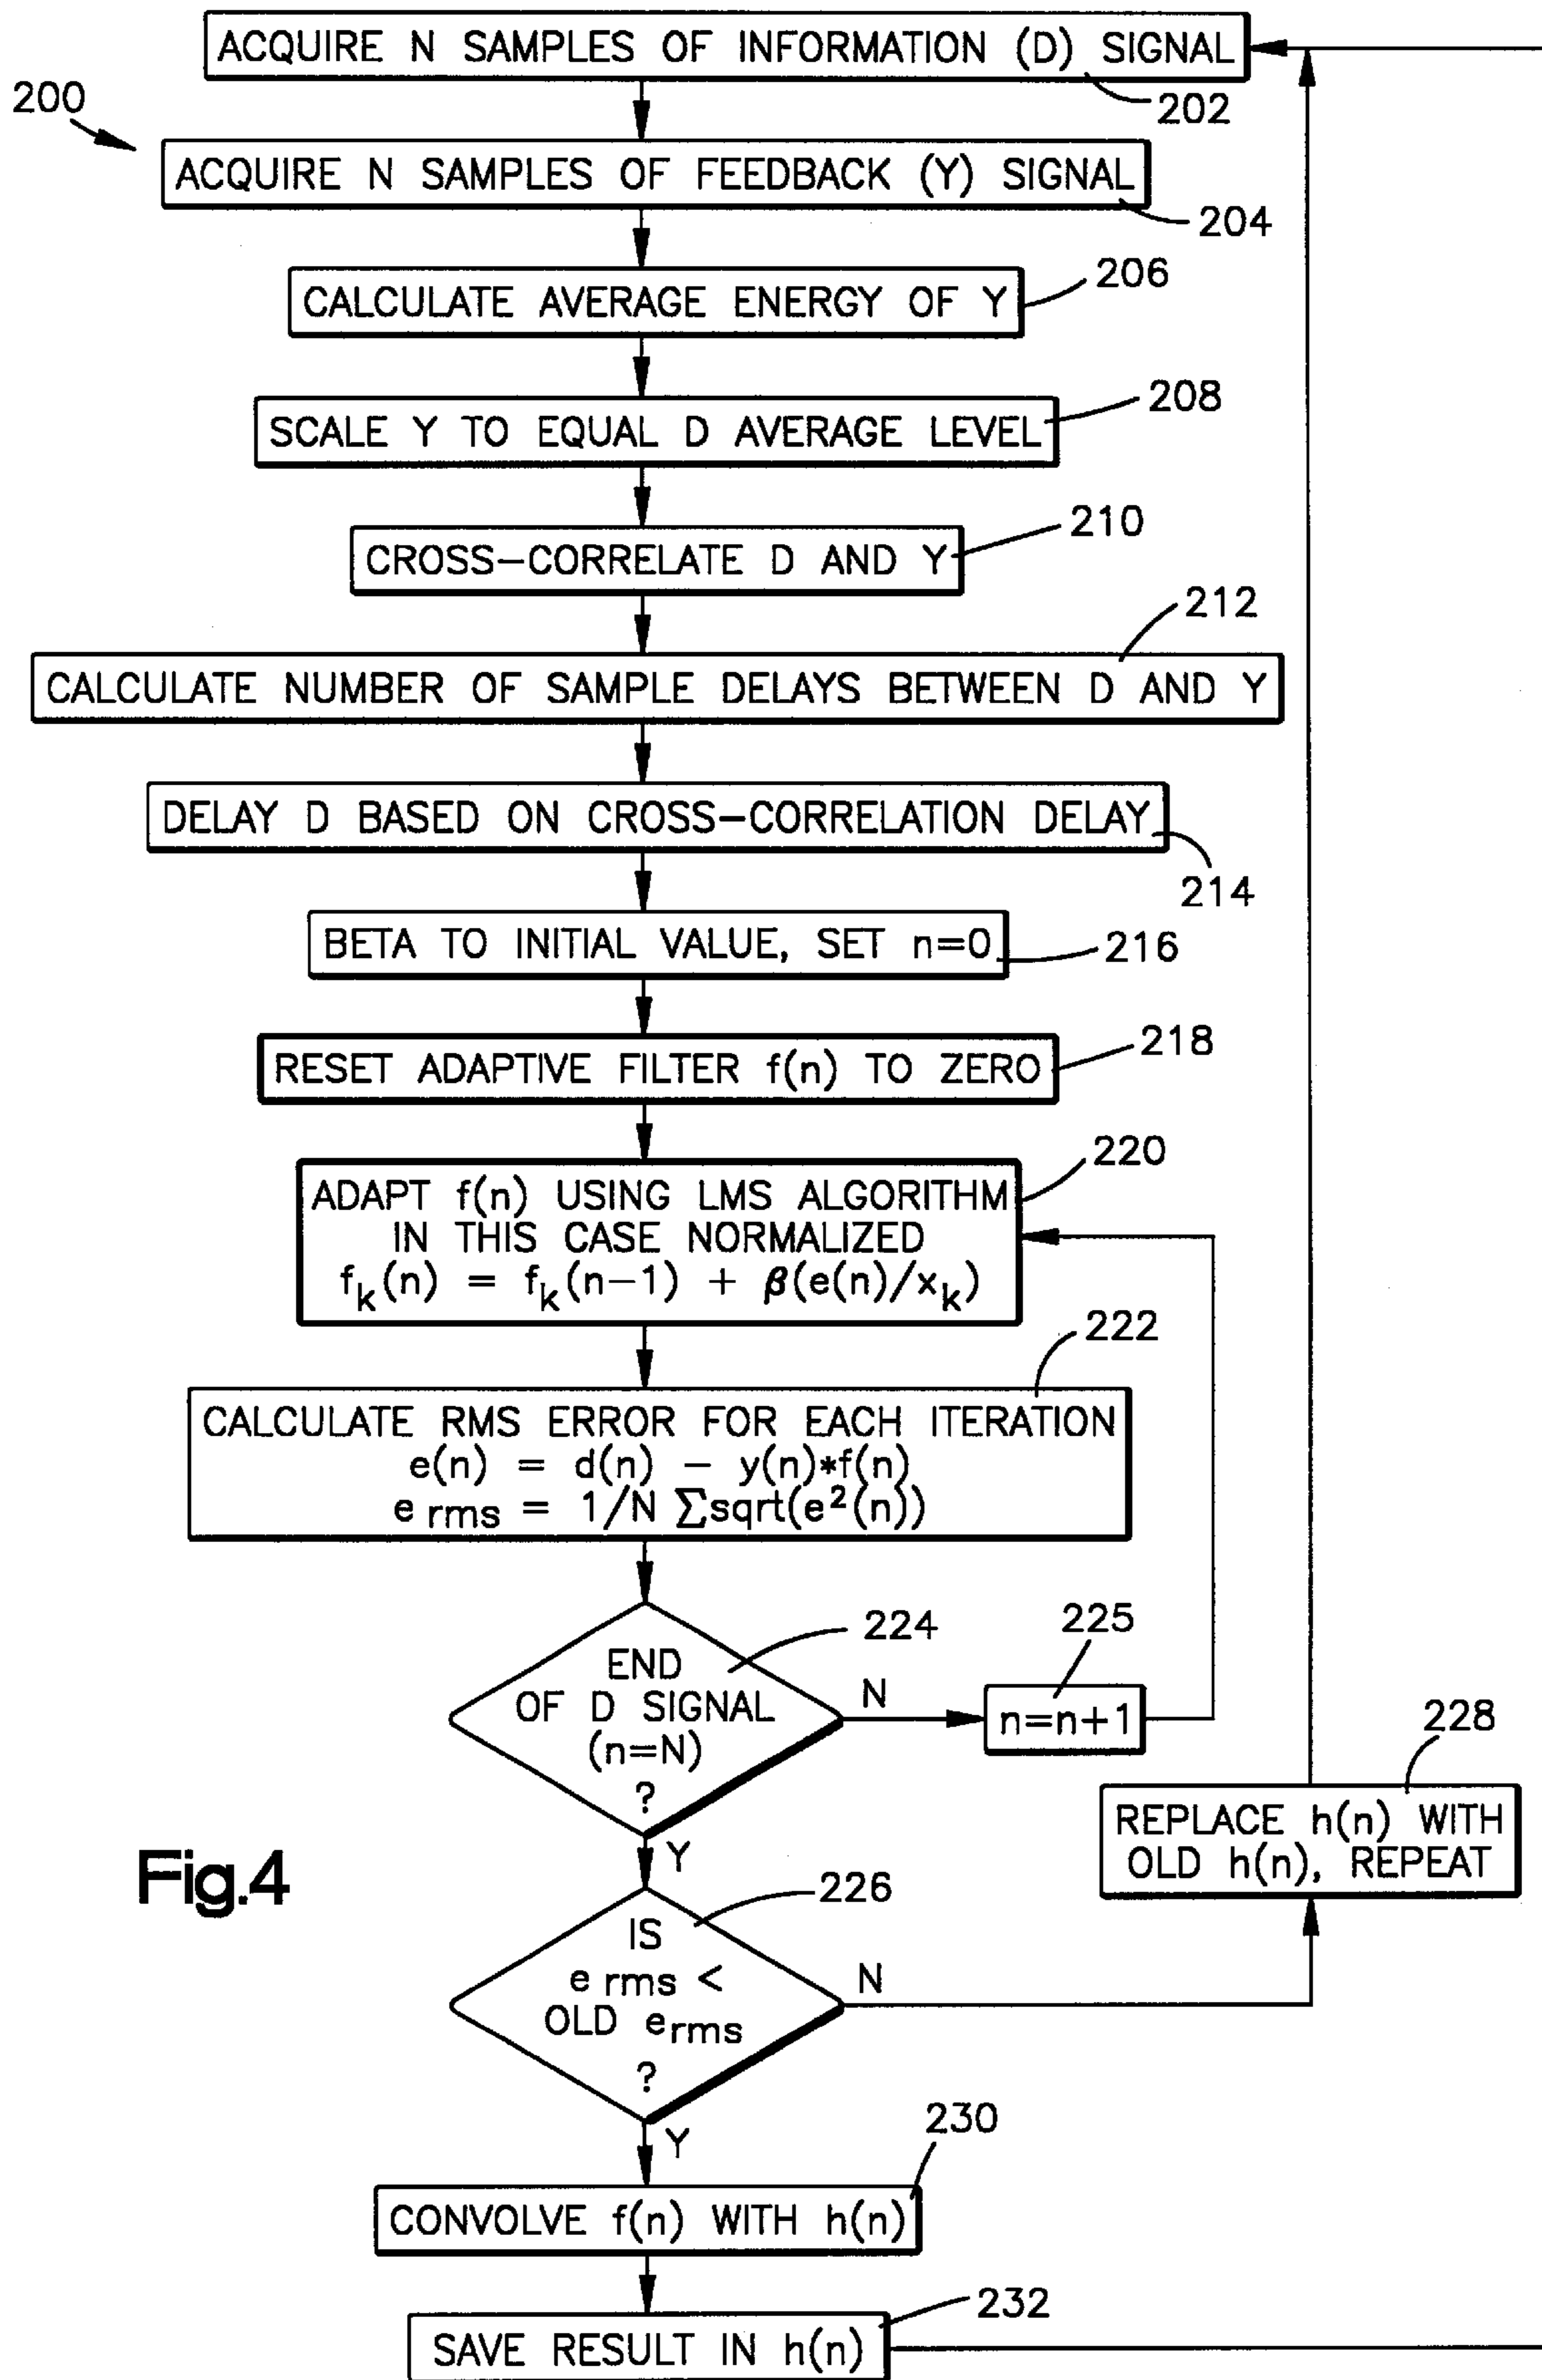 ACQUIRE N SAMPLES OF INFORMATION (D) SIGNAL
202
200
ACQUIRE N SAMPLES OF FEEDBACK (Y) SIGNAL
204
CALCULATE AVERAGE ENERGY OF Y
206
SCALE Y TO EQUAL D AVERAGE LEVEL
208
CROSS-CORRELATE D AND Y
210
CALCULATE NUMBER OF SAMPLE DELAYS BETWEEN D AND Y
212
DELAY D BASED ON CROSS-CORRELATION DELAY
214
BETA TO INITIAL VALUE, SET n=0
216
RESET ADAPTIVE FILTER f(n) TO ZERO
218
220
ADAPT f(n) USING LMS ALGORITHM
IN THIS CASE NORMALIZED
f_k(n) = f_k(n-1) + β(e(n)/x_k)
222
CALCULATE RMS ERROR FOR EACH ITERATION
e(n) = d(n) - y(n)*f(n)
e rms = 1/N ∑sqrt(e²(n))
224
END
OF D SIGNAL
(n=N)
?
N
225
n=n+1
Y
228
REPLACE h(n) WITH
OLD h(n), REPEAT
Fig.4
226
IS
e rms <
OLD e rms
?
N
Y
230
CONVOLVE f(n) WITH h(n)
232
SAVE RESULT IN h(n)